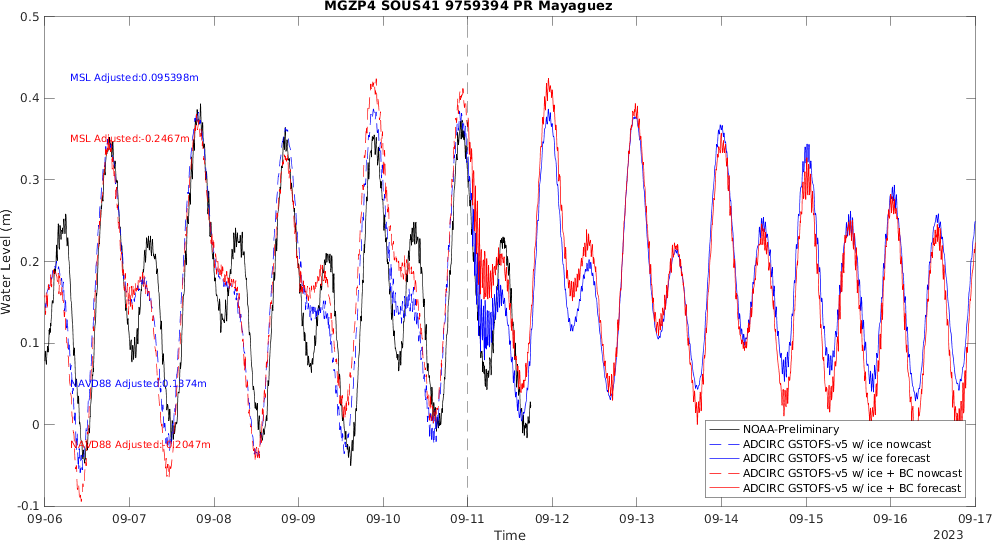 MGZP4 SOUS41 9759394 PR Mayaguez
0.5
MSL Adjusted:0.095398m
0.4
MSL Adjusted:-0.2467m
0.3
0.2
Water Level (m)
0.1
NAVD88 Adjusted:0.1374m
0
NAVD88 Adjusted:-0.2047m
NOAA-Preliminary
ADCIRC GSTOFS-v5 w/ ice nowcast
ADCIRC GSTOFS-v5 w/ ice forecast
ADCIRC GSTOFS-v5 w/ ice + BC nowcast
ADCIRC GSTOFS-v5 w/ ice + BC forecast
-0.1
09-06 09-07 09-08 09-09 09-10 09-11 09-12 09-13 09-14 09-15 09-16 09-17
Time
2023